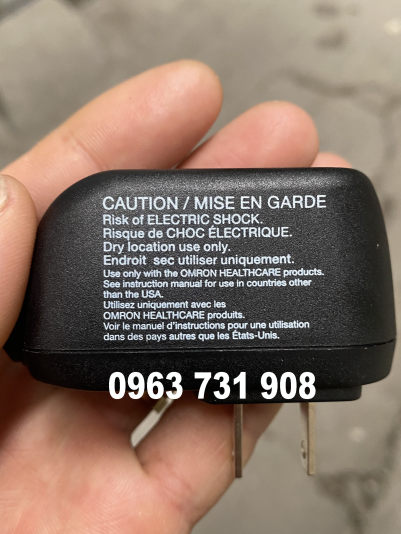 CAUTION / MISE EN GARDE
Risk of ELECTRIC SHOCK.
Risque de CHOC ÉLECTRIQUE.
Dry location use only.
Endroit sec utiliser uniquement.
Use only with the OMRON HEALTHCARE products.
See instruction manual for use in countries other
than the USA.
Utilisez uniquement avec les
OMRON HEALTHCARE produits.
Voir le manuel d'instructions pour une utilisation
dans des pays autres que les États-Unis.
0963 731 908